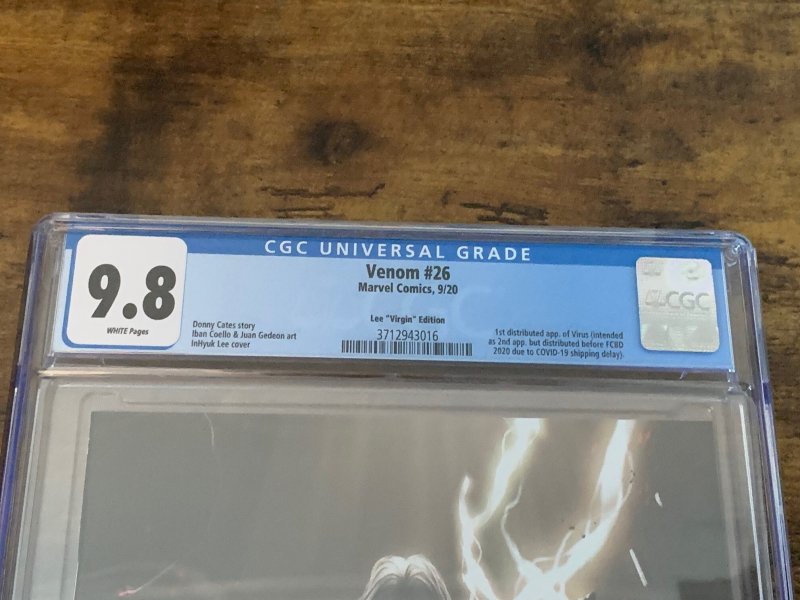 CGC UNIVERSAL GRADE
9.8
WHITE Pages
Venom #26
Marvel Comics, 9/20
Lee "Virgin" Edition
3712943016
Donny Cates story
Iban Coello & Juan Gedeon art
InHyuk Lee cover
1st distributed app. of Virus (intended
as 2nd app. but distributed before FCBD
2020 due to COVID-19 shipping delay).
CGC